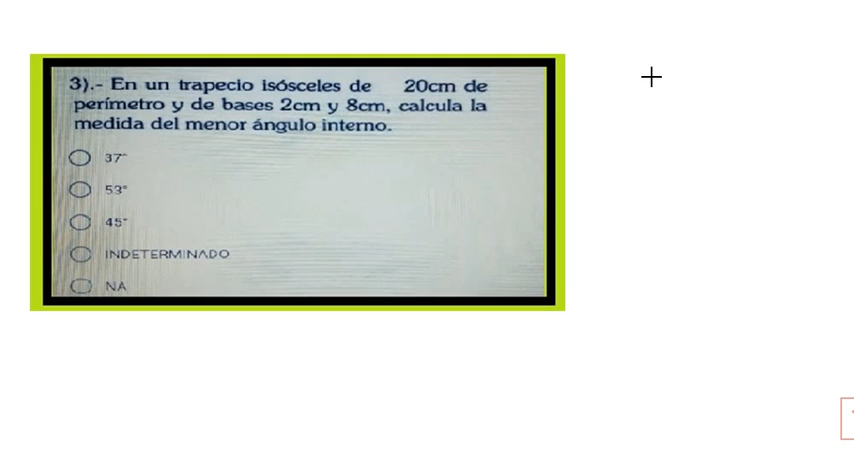 3).- En un trapecio isósceles de 20cm de
perímetro y de bases 2cm y 8cm, calcula la
medida del menor ángulo interno.
37°
53°
45°
INDETERMINADO
NA